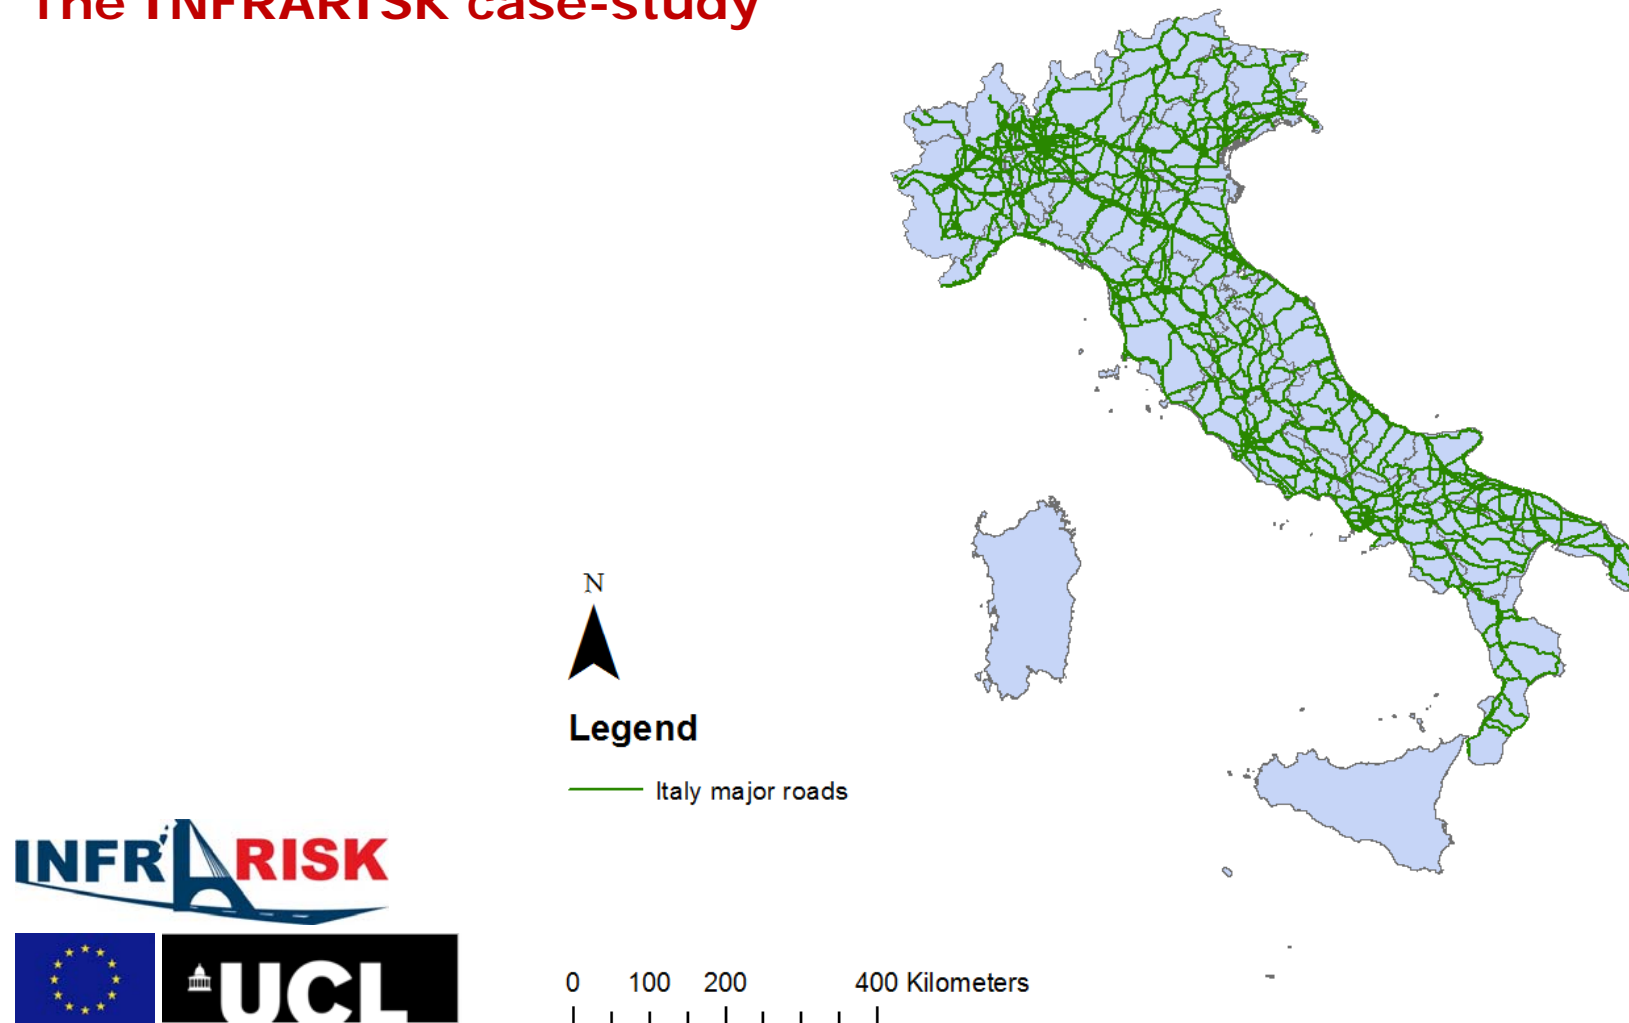 The INFRARISK case-study
N
Legend
Italy major roads
INFRARISK
UCL
0 100 200 400 Kilometers